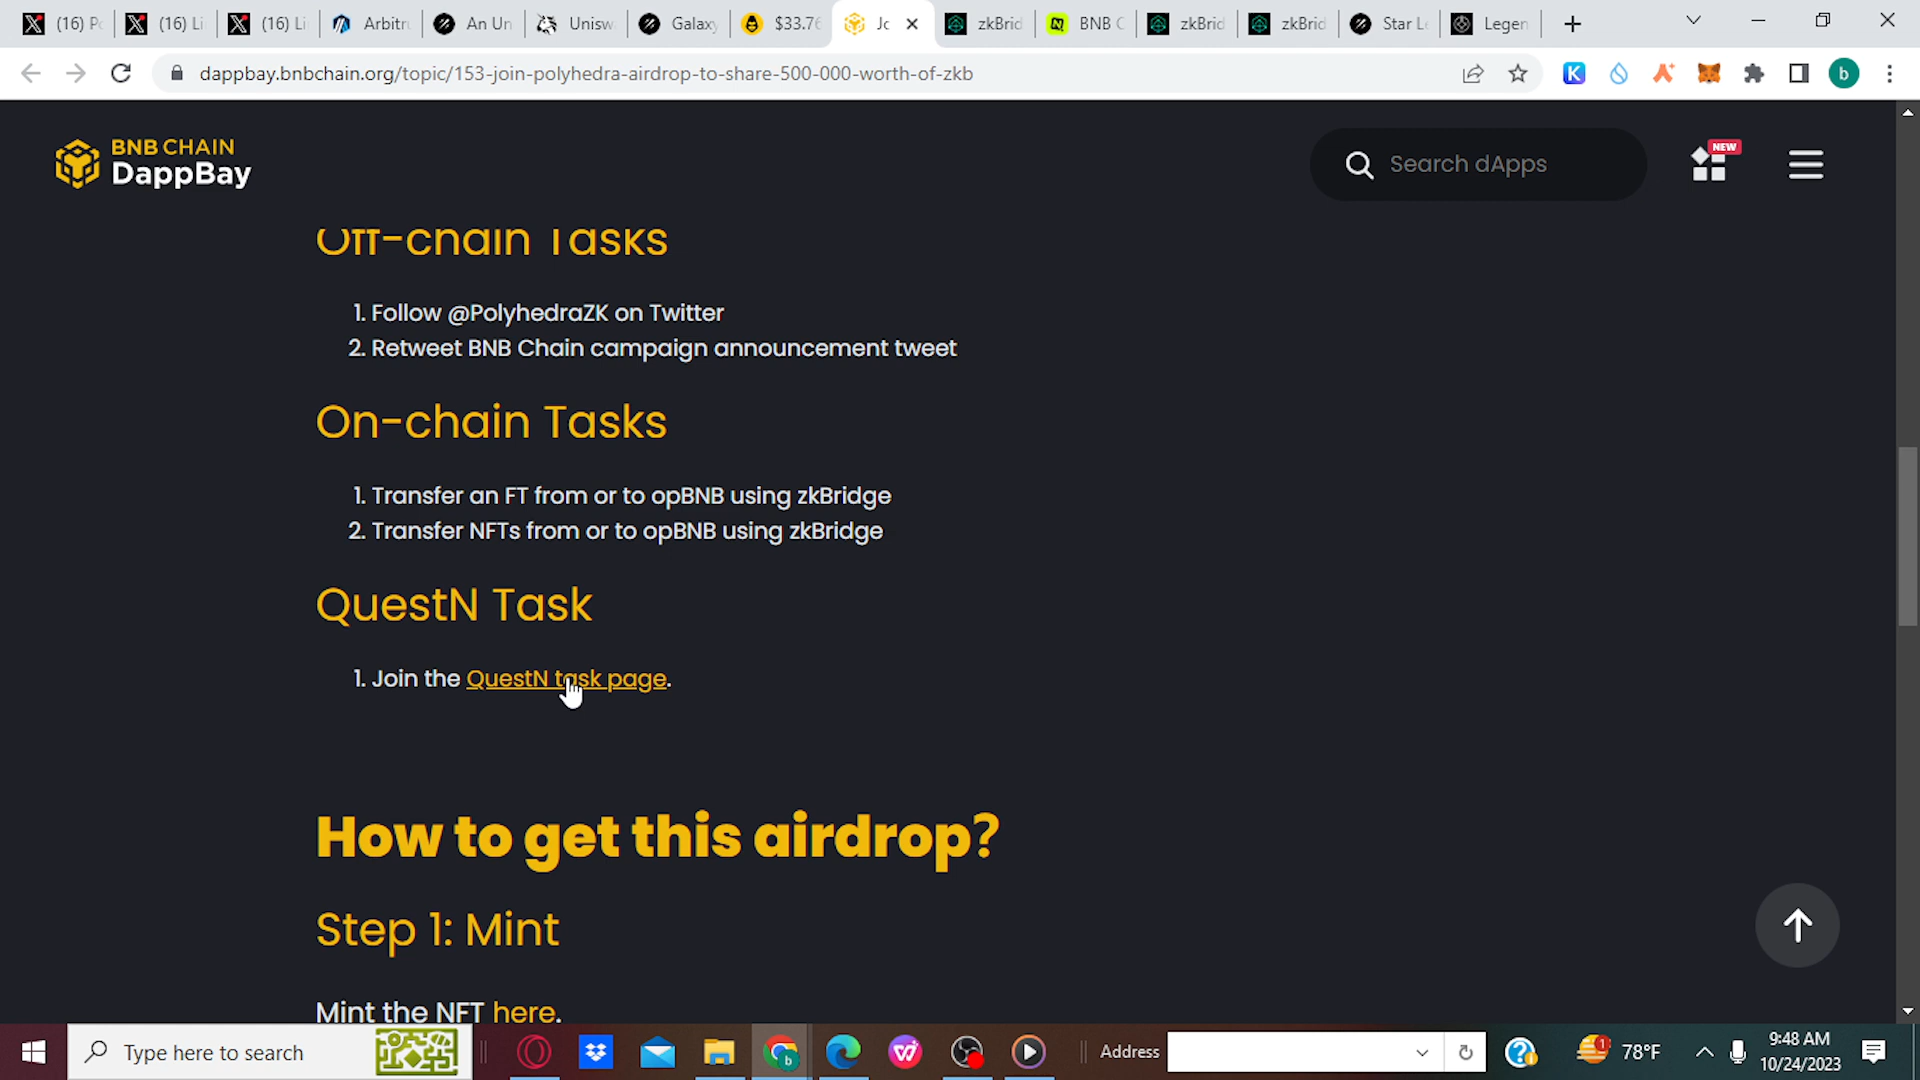 (16) Po
(16) Li
(16) Li
Arbitr
An Un
Unisw
Galaxy
$33.76
Jo
zkBrid
BNB C
zkBrid
zkBrid
Star Le
Legen
dappbay.bnbchain.org/topic/153-join-polyhedra-airdrop-to-share-500-000-worth-of-zkb
b
BNB CHAIN
DappBay
Search dApps
NEW
Off-chain Tasks
1. Follow @PolyhedraZK on Twitter
2. Retweet BNB Chain campaign announcement tweet
On-chain Tasks
1. Transfer an FT from or to opBNB using zkBridge
2. Transfer NFTs from or to opBNB using zkBridge
QuestN Task
1. Join the QuestN task page.
How to get this airdrop?
Step 1: Mint
Mint the NFT here.
Type here to search
Address
78°F
9:48 AM
10/24/2023